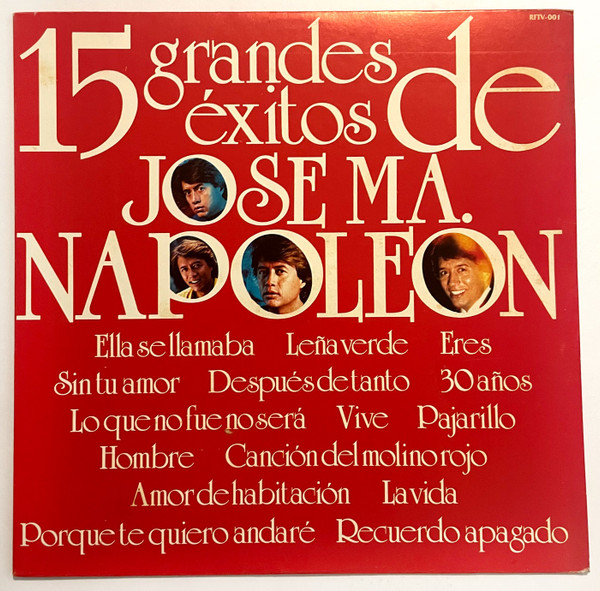 RFTV-001
15 grandes éxitos de
JOSE MA.
NAPOLEON
Ella se llamaba Leña verde Eres
Sin tu amor Después de tanto 30 años
Lo que no fue no será Vive Pajarillo
Hombre Canción del molino rojo
Amor de habitación La vida
Porque te quiero andaré Recuerdo apagado